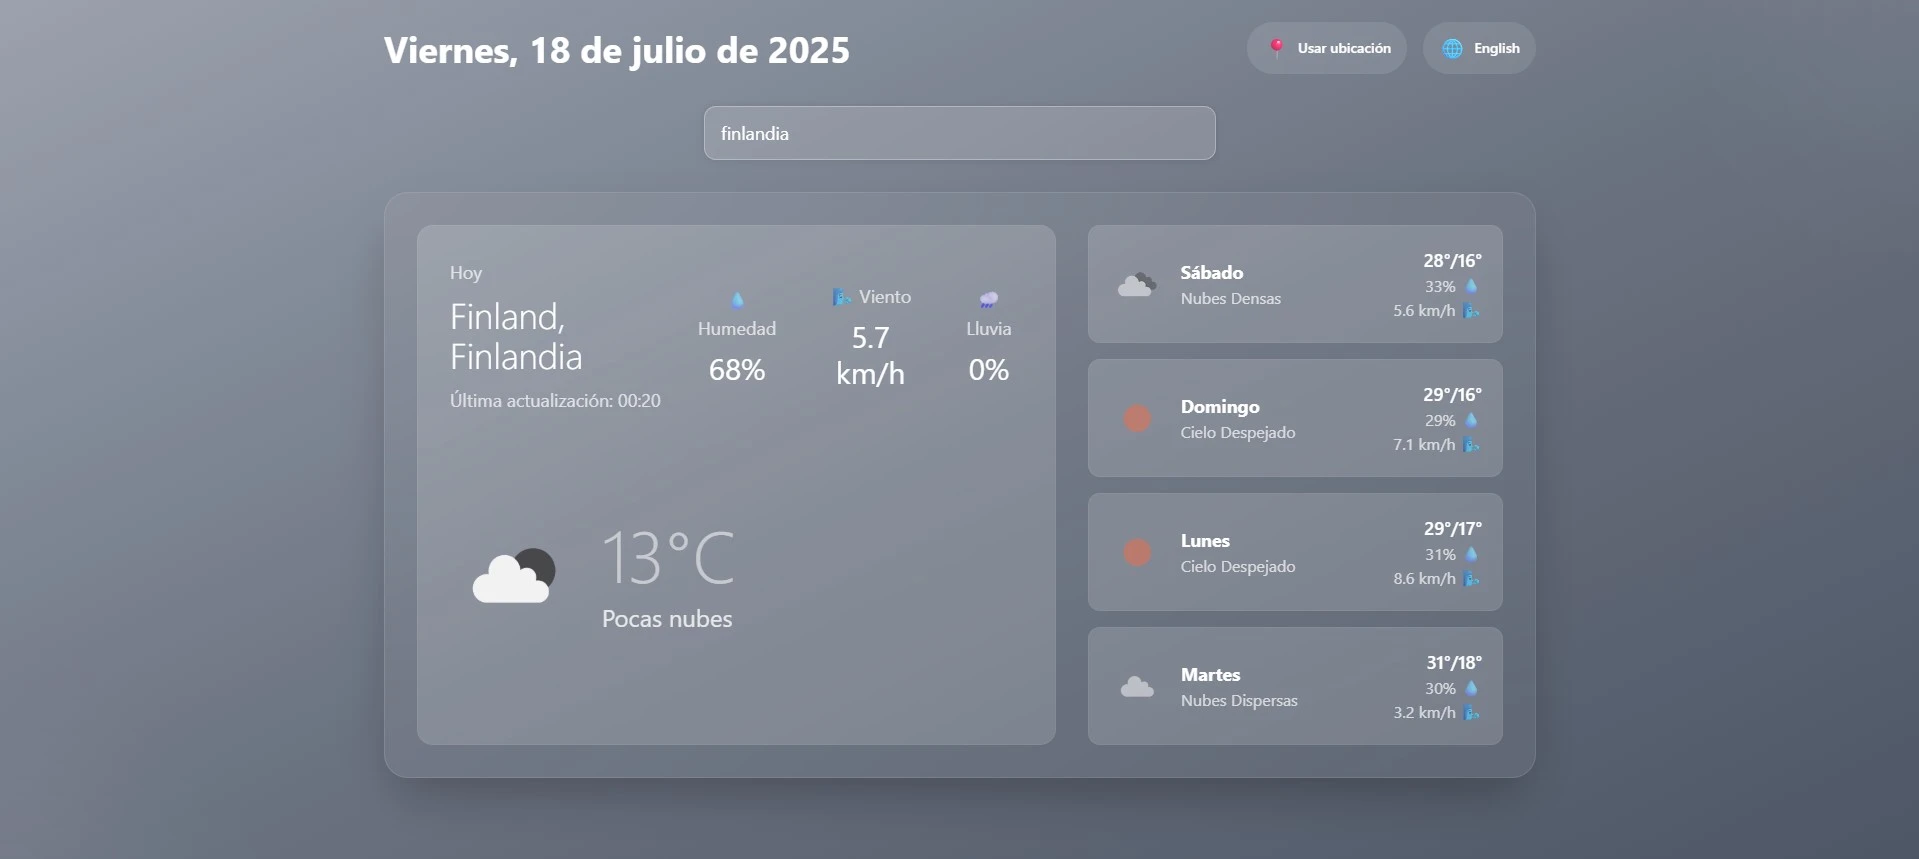 Viernes, 18 de julio de 2025
Usar ubicación
English
finlandia
Hoy
Finland,
Finlandia
Última actualización: 00:20
Humedad
68%
Viento
5.7
km/h
Lluvia
0%
13°C
Pocas nubes
Sábado
Nubes Densas
28°/16°
33%
5.6 km/h
Domingo
Cielo Despejado
29°/16°
29%
7.1 km/h
Lunes
Cielo Despejado
29°/17°
31%
8.6 km/h
Martes
Nubes Dispersas
31°/18°
30%
3.2 km/h